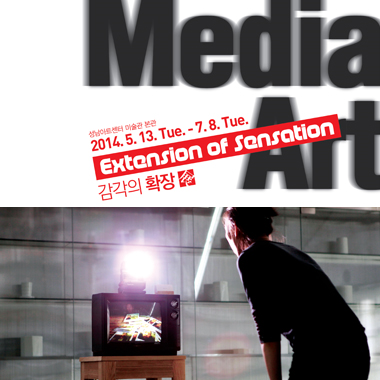 Media
Art
성남아트센터 미술관 본관
2014. 5. 13. Tue. - 7. 8. Tue.
Extension of Sensation
감각의 확장